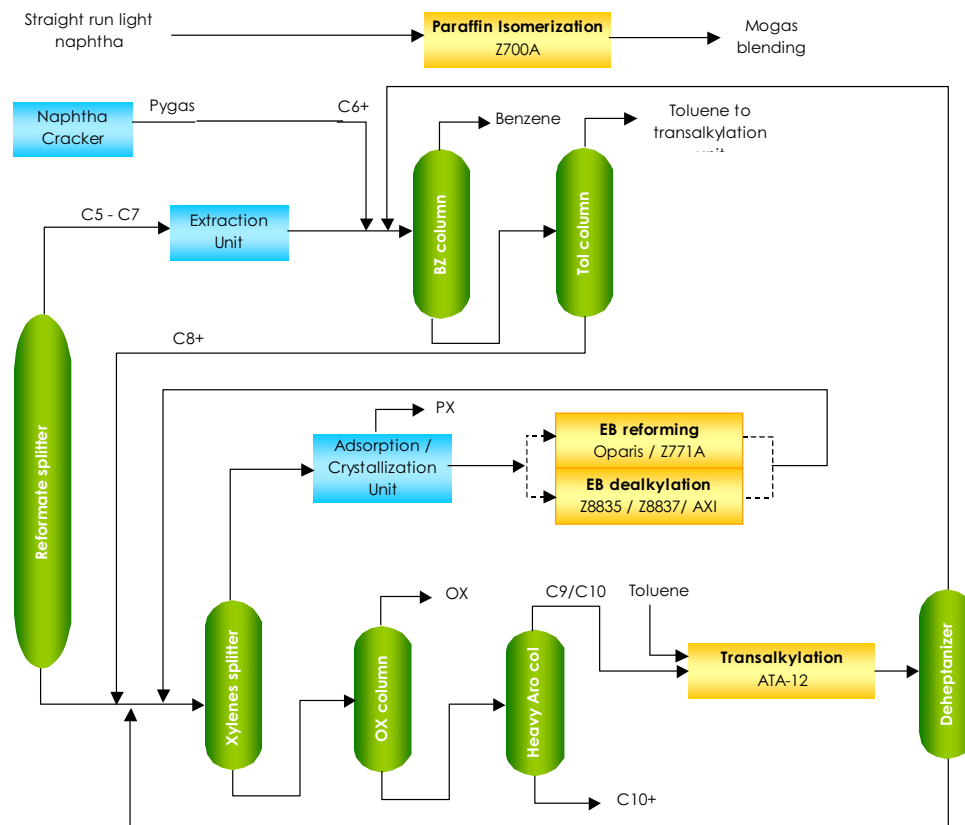 Straight run light
naphtha
Paraffin Isomerization
Z700A
Mogas
blending
Naphtha
Cracker
Pygas
C6+
Benzene
Toluene to
transalkylation
unit
C5 - C7
Extraction
Unit
BZ column
Tol column
C8+
Reformate splitter
PX
Adsorption /
Crystallization
Unit
EB reforming
Oparis / Z771A
EB dealkylation
Z8835 / Z8837/ AXI
Xylenes splitter
OX
OX column
C9/C10
Heavy Aro col
Toluene
Transalkylation
ATA-12
Deheptanizer
C10+